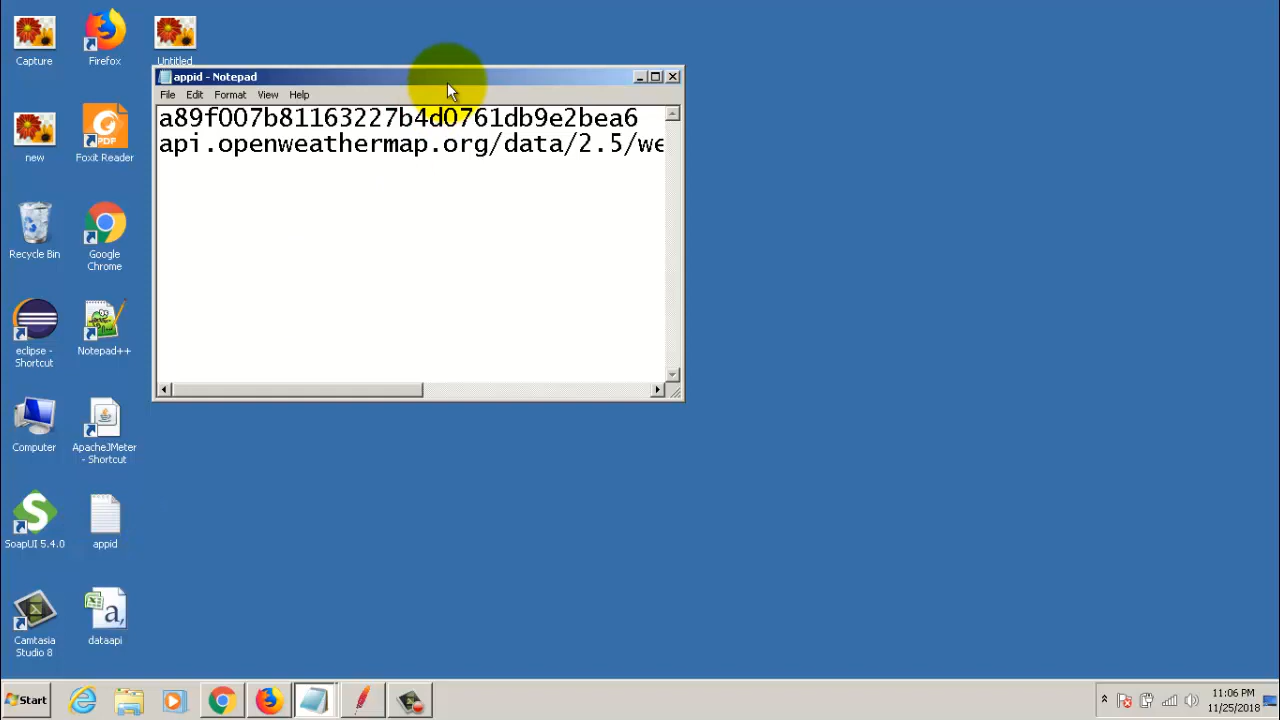 Capture
Firefox
Untitled
appid - Notepad
File Edit Format View Help
a89f007b81163227b4d0761db9e2bea6
api.openweathermap.org/data/2.5/we
new
PDF
Foxit Reader
Recycle Bin
Google
Chrome
eclipse -
Shortcut
Notepad++
Computer
ApacheJMeter
- Shortcut
SoapUI 5.4.0
appid
Camtasia
Studio 8
a,
dataapi
Start
11:06 PM
11/25/2018